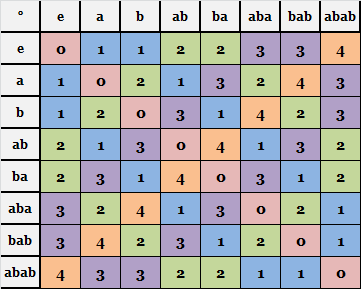 ° e a b ab ba aba bab abab
e 0 1 1 2 2 3 3 4
a 1 0 2 1 3 2 4 3
b 1 2 0 3 1 4 2 3
ab 2 1 3 0 4 1 3 2
ba 2 3 1 4 0 3 1 2
aba 3 2 4 1 3 0 2 1
bab 3 4 2 3 1 2 0 1
abab 4 3 3 2 2 1 1 0